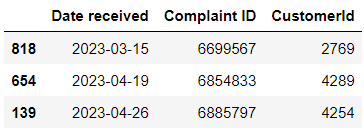 Date received Complaint ID CustomerId
818 2023-03-15 6699567 2769
654 2023-04-19 6854833 4289
139 2023-04-26 6885797 4254